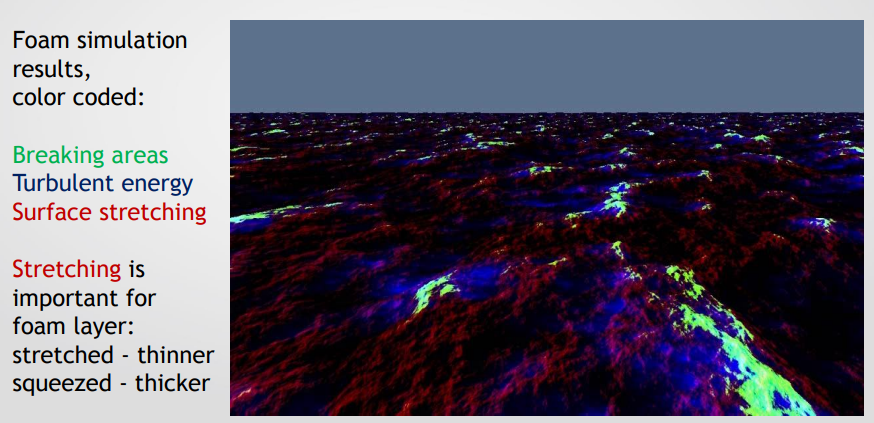 Foam simulation
results,
color coded:
Breaking areas
Turbulent energy
Surface stretching
Stretching is
important for
foam layer:
stretched - thinner
squeezed - thicker